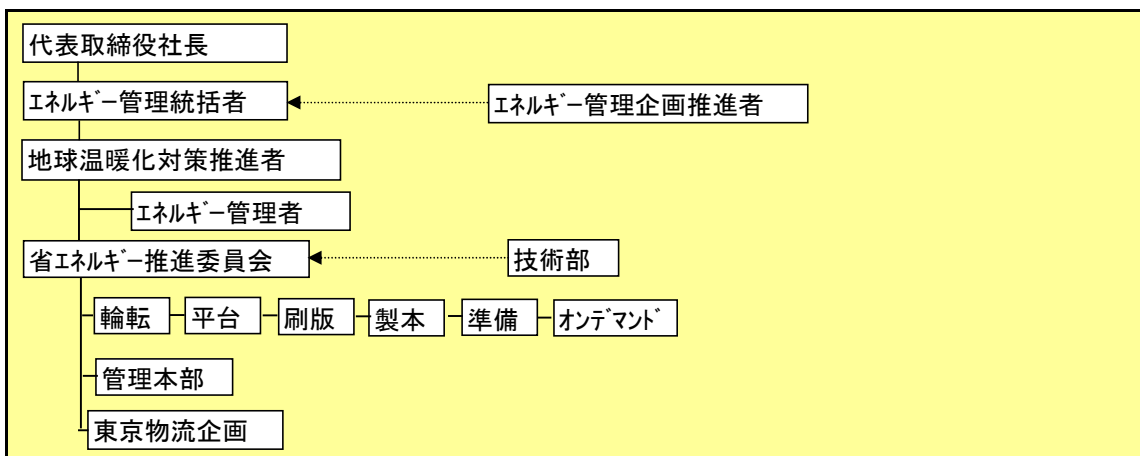 代表取締役社長
ｴﾈﾙｷﾞｰ管理統括者
ｴﾈﾙｷﾞｰ管理企画推進者
地球温暖化対策推進者
ｴﾈﾙｷﾞｰ管理者
省ｴﾈﾙｷﾞｰ推進委員会
技術部
輪転 平台 刷版 製本 準備 ｵﾝﾃﾞﾏﾝﾄﾞ
管理本部
東京物流企画